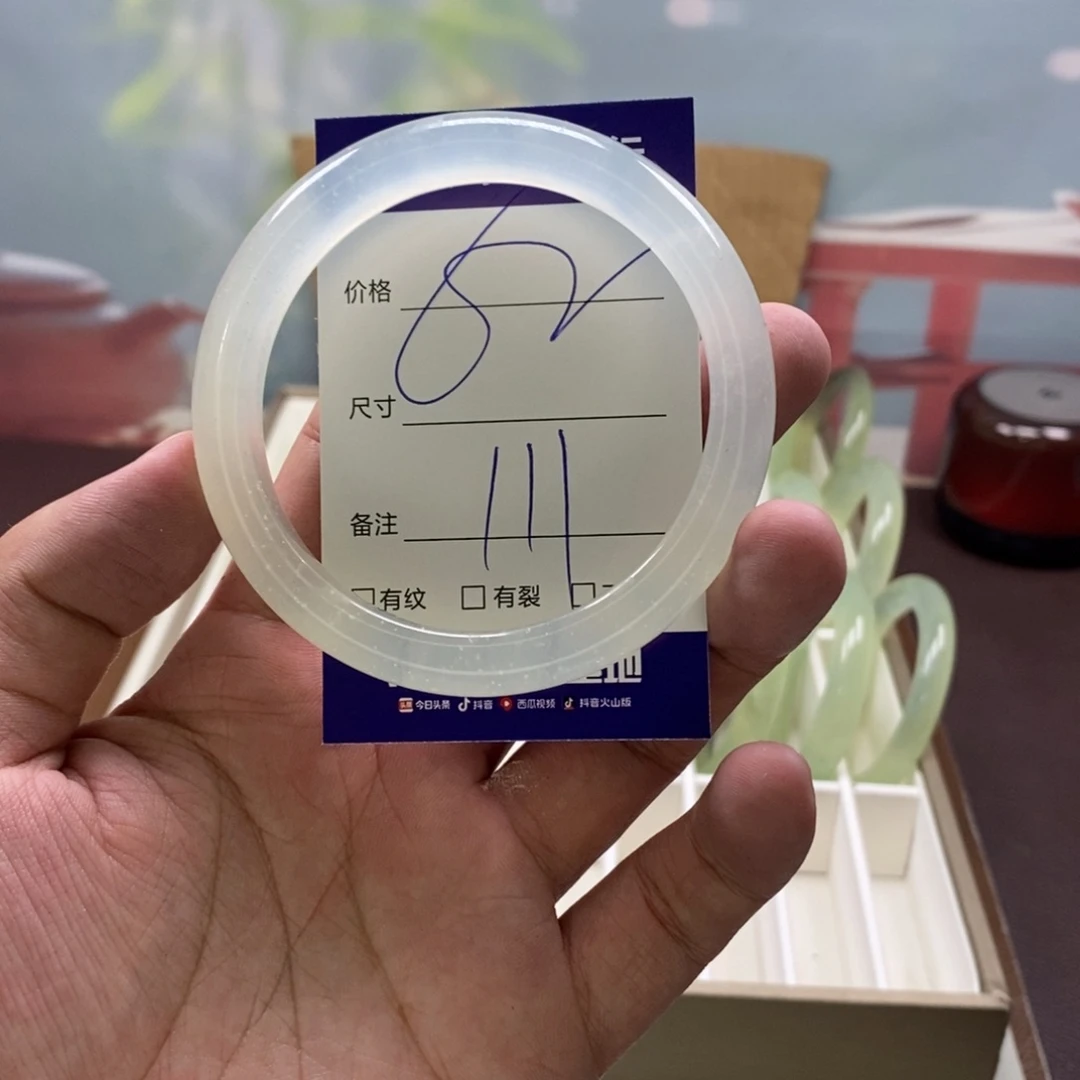 价格
尺寸
111
备注
有纹 有裂
今日头条 抖音 西瓜视频 抖音火山版